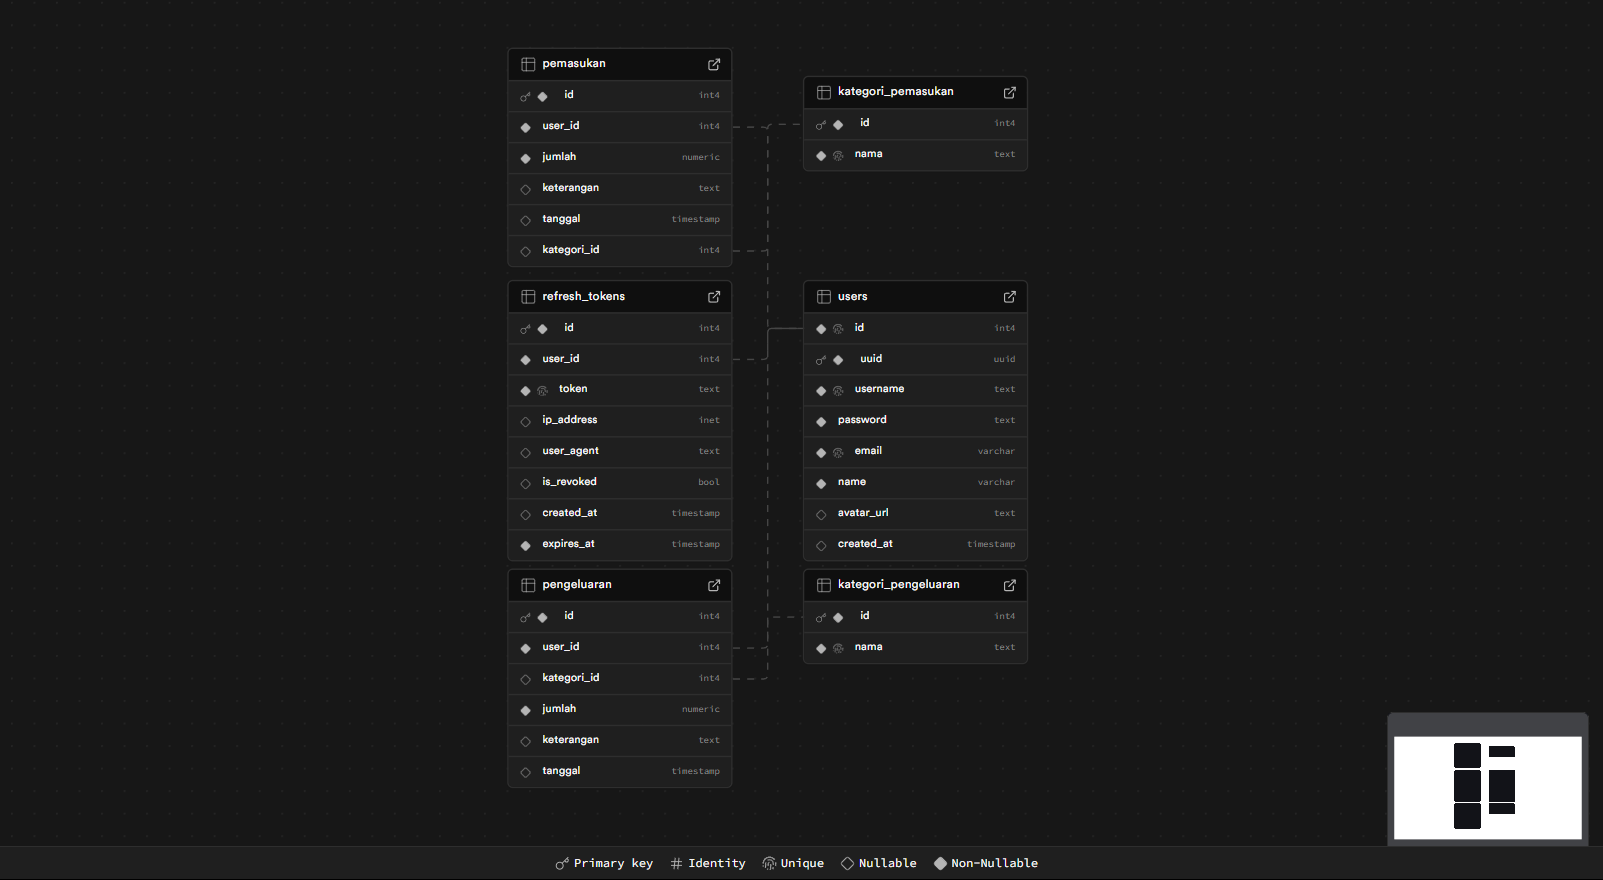 pemasukan
id int4
user_id int4
jumlah numeric
keterangan text
tanggal timestamp
kategori_id int4
kategori_pemasukan
id int4
nama text
refresh_tokens
id int4
user_id int4
token text
ip_address inet
user_agent text
is_revoked bool
created_at timestamp
expires_at timestamp
users
id int4
uuid uuid
username text
password text
email varchar
name varchar
avatar_url text
created_at timestamp
pengeluaran
id int4
user_id int4
kategori_id int4
jumlah numeric
keterangan text
tanggal timestamp
kategori_pengeluaran
id int4
nama text
Primary key Identity Unique Nullable Non-Nullable